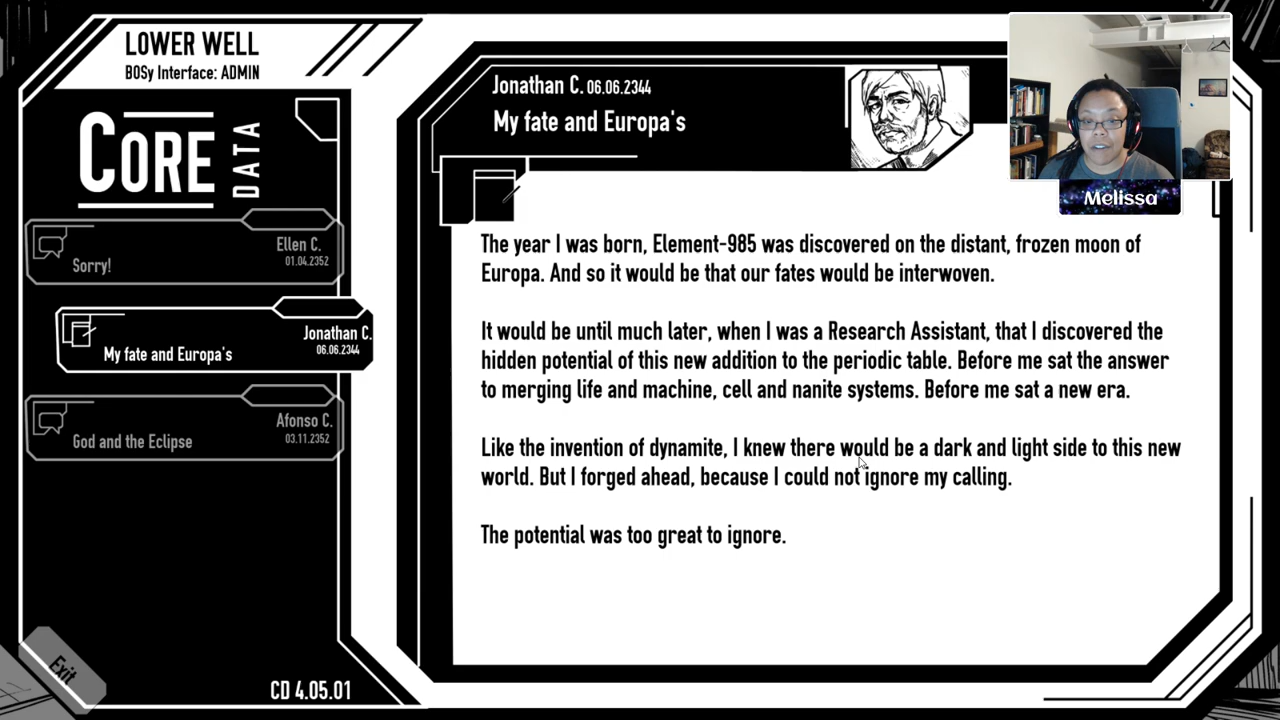 LOWER WELL
BOSy Interface: ADMIN
CORE
DATA
Ellen C.
01.04.2352
Sorry!
Jonathan C.
06.06.2344
My fate and Europa's
Afonso C.
03.11.2352
God and the Eclipse
Exit
CD 4.05.01
Jonathan C. 06.06.2344
My fate and Europa's
Melissa
The year I was born, Element-985 was discovered on the distant, frozen moon of
Europa. And so it would be that our fates would be interwoven.
It would be until much later, when I was a Research Assistant, that I discovered the
hidden potential of this new addition to the periodic table. Before me sat the answer
to merging life and machine, cell and nanite systems. Before me sat a new era.
Like the invention of dynamite, I knew there would be a dark and light side to this new
world. But I forged ahead, because I could not ignore my calling.
The potential was too great to ignore.